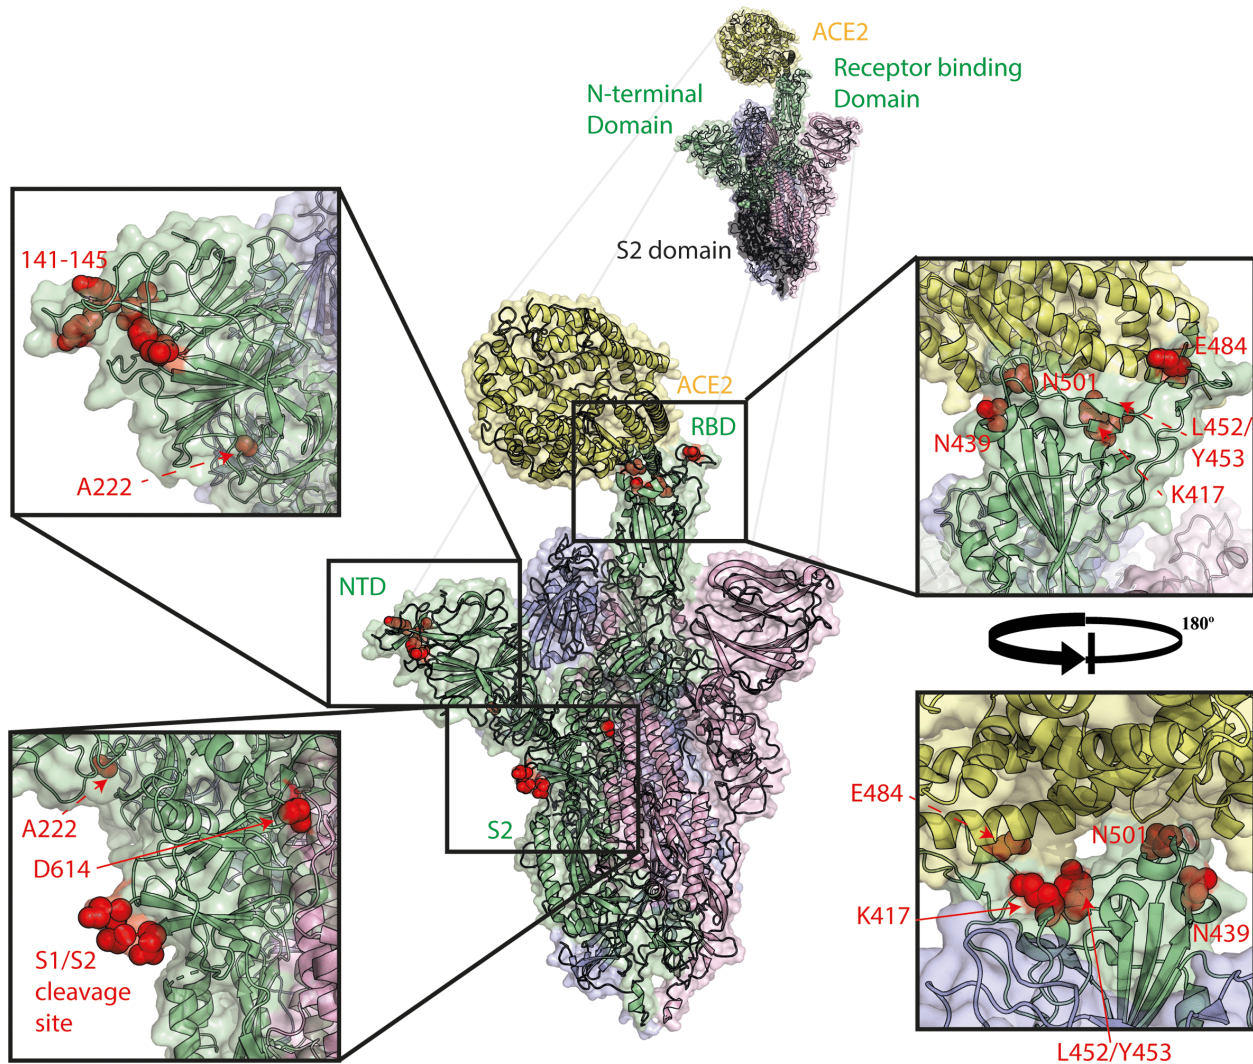 ACE2
Receptor binding
Domain
N-terminal
Domain
S2 domain
141-145
A222
ACE2
RBD
E484
N501
N439
L452/
Y453
K417
NTD
180º
S2
A222
D614
S1/S2
cleavage
site
E484
N501
K417
N439
L452/Y453